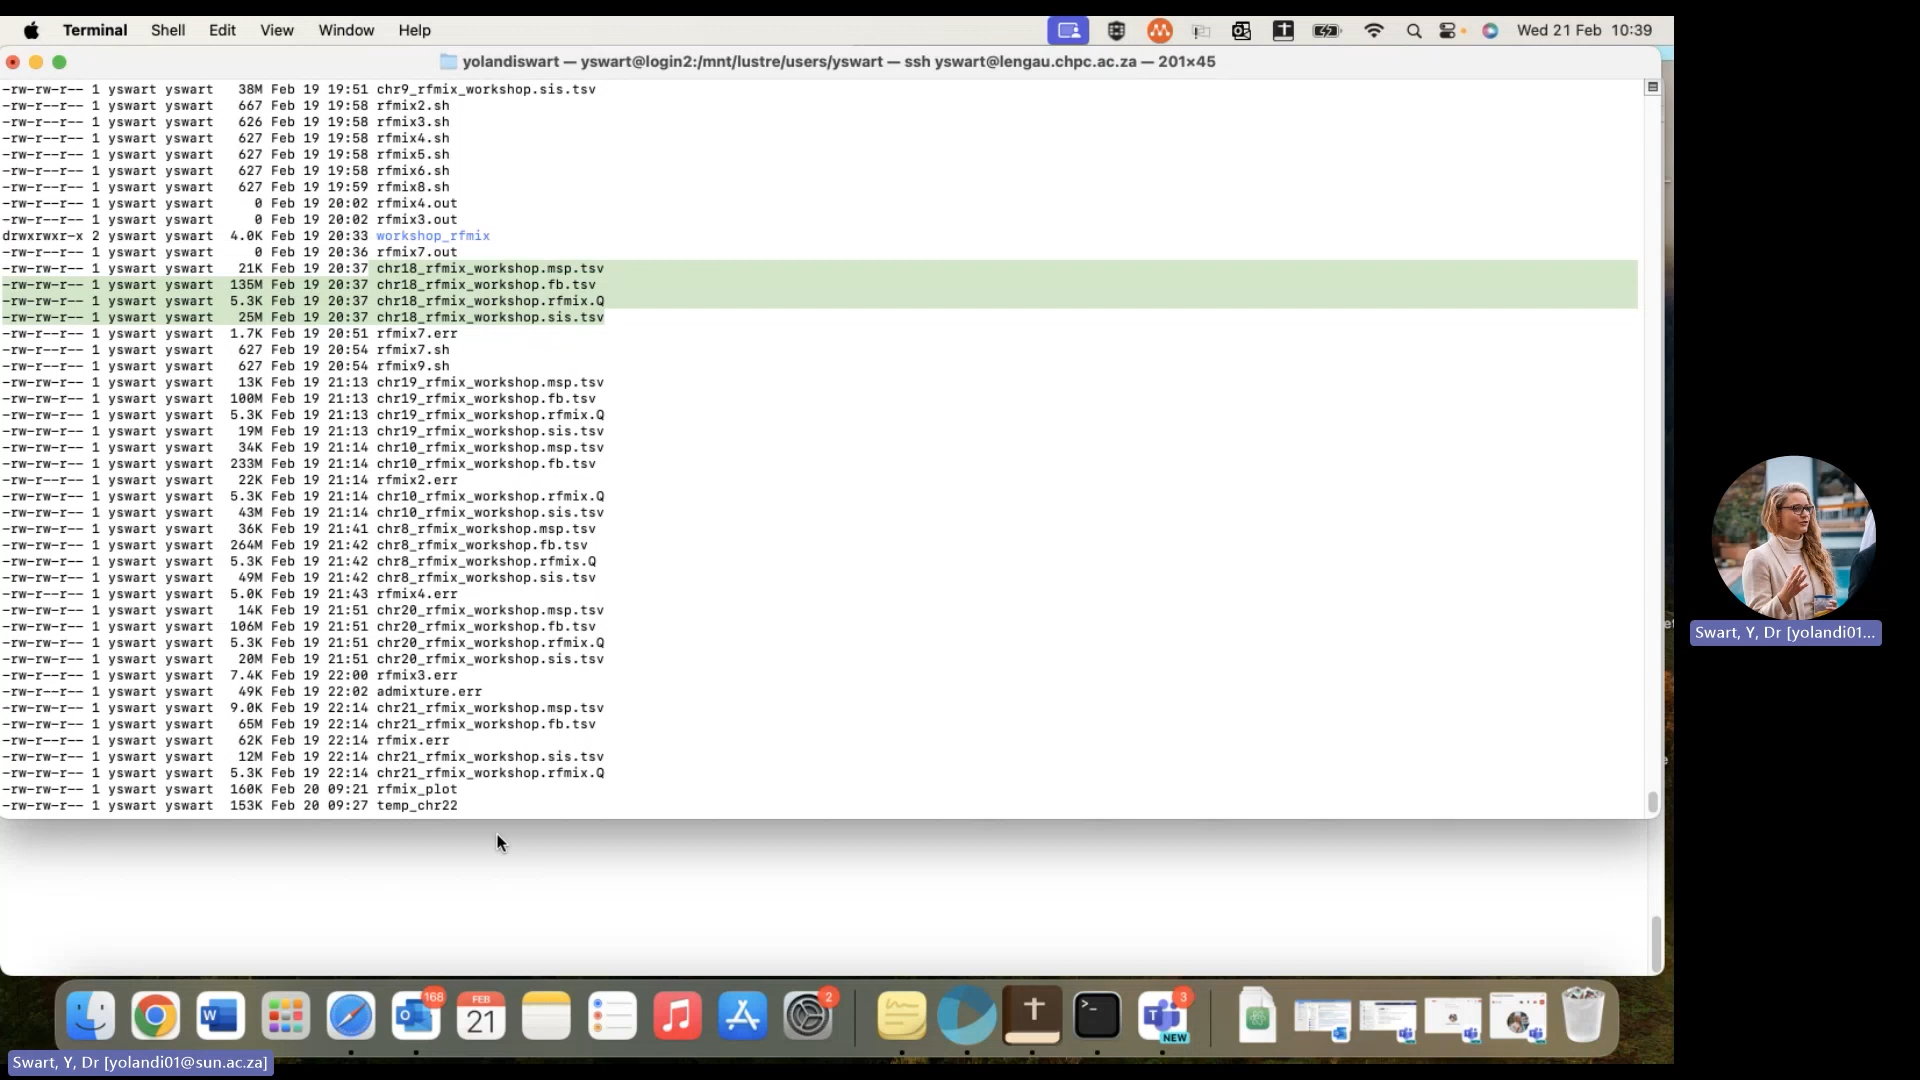 Terminal Shell Edit View Window Help Wed 21 Feb 10:39
yolandiswart — yswart@login2:/mnt/lustre/users/yswart — ssh yswart@lengau.chpc.ac.za — 201×45
-rw-rw-r-- 1 yswart yswart 38M Feb 19 19:51 chr9_rfmix_workshop.sis.tsv
-rw-r--r-- 1 yswart yswart 667 Feb 19 19:58 rfmix2.sh
-rw-r--r-- 1 yswart yswart 626 Feb 19 19:58 rfmix3.sh
-rw-r--r-- 1 yswart yswart 627 Feb 19 19:58 rfmix4.sh
-rw-r--r-- 1 yswart yswart 627 Feb 19 19:58 rfmix5.sh
-rw-r--r-- 1 yswart yswart 627 Feb 19 19:58 rfmix6.sh
-rw-r--r-- 1 yswart yswart 627 Feb 19 19:59 rfmix8.sh
-rw-r--r-- 1 yswart yswart 0 Feb 19 20:02 rfmix4.out
-rw-r--r-- 1 yswart yswart 0 Feb 19 20:02 rfmix3.out
drwxrwxr-x 2 yswart yswart 4.0K Feb 19 20:33 workshop_rfmix
-rw-r--r-- 1 yswart yswart 0 Feb 19 20:36 rfmix7.out
-rw-rw-r-- 1 yswart yswart 21K Feb 19 20:37 chr18_rfmix_workshop.msp.tsv
-rw-rw-r-- 1 yswart yswart 135M Feb 19 20:37 chr18_rfmix_workshop.fb.tsv
-rw-rw-r-- 1 yswart yswart 5.3K Feb 19 20:37 chr18_rfmix_workshop.rfmix.Q
-rw-rw-r-- 1 yswart yswart 25M Feb 19 20:37 chr18_rfmix_workshop.sis.tsv
-rw-r--r-- 1 yswart yswart 1.7K Feb 19 20:51 rfmix7.err
-rw-r--r-- 1 yswart yswart 627 Feb 19 20:54 rfmix7.sh
-rw-r--r-- 1 yswart yswart 627 Feb 19 20:54 rfmix9.sh
-rw-rw-r-- 1 yswart yswart 13K Feb 19 21:13 chr19_rfmix_workshop.msp.tsv
-rw-rw-r-- 1 yswart yswart 100M Feb 19 21:13 chr19_rfmix_workshop.fb.tsv
-rw-rw-r-- 1 yswart yswart 5.3K Feb 19 21:13 chr19_rfmix_workshop.rfmix.Q
-rw-rw-r-- 1 yswart yswart 19M Feb 19 21:13 chr19_rfmix_workshop.sis.tsv
-rw-rw-r-- 1 yswart yswart 34K Feb 19 21:14 chr10_rfmix_workshop.msp.tsv
-rw-rw-r-- 1 yswart yswart 233M Feb 19 21:14 chr10_rfmix_workshop.fb.tsv
-rw-r--r-- 1 yswart yswart 22K Feb 19 21:14 rfmix2.err
-rw-rw-r-- 1 yswart yswart 5.3K Feb 19 21:14 chr10_rfmix_workshop.rfmix.Q
-rw-rw-r-- 1 yswart yswart 43M Feb 19 21:14 chr10_rfmix_workshop.sis.tsv
-rw-rw-r-- 1 yswart yswart 36K Feb 19 21:41 chr8_rfmix_workshop.msp.tsv
-rw-rw-r-- 1 yswart yswart 264M Feb 19 21:42 chr8_rfmix_workshop.fb.tsv
-rw-rw-r-- 1 yswart yswart 5.3K Feb 19 21:42 chr8_rfmix_workshop.rfmix.Q
-rw-rw-r-- 1 yswart yswart 49M Feb 19 21:42 chr8_rfmix_workshop.sis.tsv
-rw-r--r-- 1 yswart yswart 5.0K Feb 19 21:43 rfmix4.err
-rw-rw-r-- 1 yswart yswart 14K Feb 19 21:51 chr20_rfmix_workshop.msp.tsv
-rw-rw-r-- 1 yswart yswart 106M Feb 19 21:51 chr20_rfmix_workshop.fb.tsv
-rw-rw-r-- 1 yswart yswart 5.3K Feb 19 21:51 chr20_rfmix_workshop.rfmix.Q
-rw-rw-r-- 1 yswart yswart 20M Feb 19 21:51 chr20_rfmix_workshop.sis.tsv
-rw-r--r-- 1 yswart yswart 7.4K Feb 19 22:00 rfmix3.err
-rw-r--r-- 1 yswart yswart 49K Feb 19 22:02 admixture.err
-rw-rw-r-- 1 yswart yswart 9.0K Feb 19 22:14 chr21_rfmix_workshop.msp.tsv
-rw-rw-r-- 1 yswart yswart 65M Feb 19 22:14 chr21_rfmix_workshop.fb.tsv
-rw-r--r-- 1 yswart yswart 62K Feb 19 22:14 rfmix.err
-rw-rw-r-- 1 yswart yswart 12M Feb 19 22:14 chr21_rfmix_workshop.sis.tsv
-rw-rw-r-- 1 yswart yswart 5.3K Feb 19 22:14 chr21_rfmix_workshop.rfmix.Q
-rw-rw-r-- 1 yswart yswart 160K Feb 20 09:21 rfmix_plot
-rw-rw-r-- 1 yswart yswart 153K Feb 20 09:27 temp_chr22
Swart, Y, Dr [yolandi01...
168 FEB 21 2 3 NEW
Swart, Y, Dr [yolandi01@sun.ac.za]